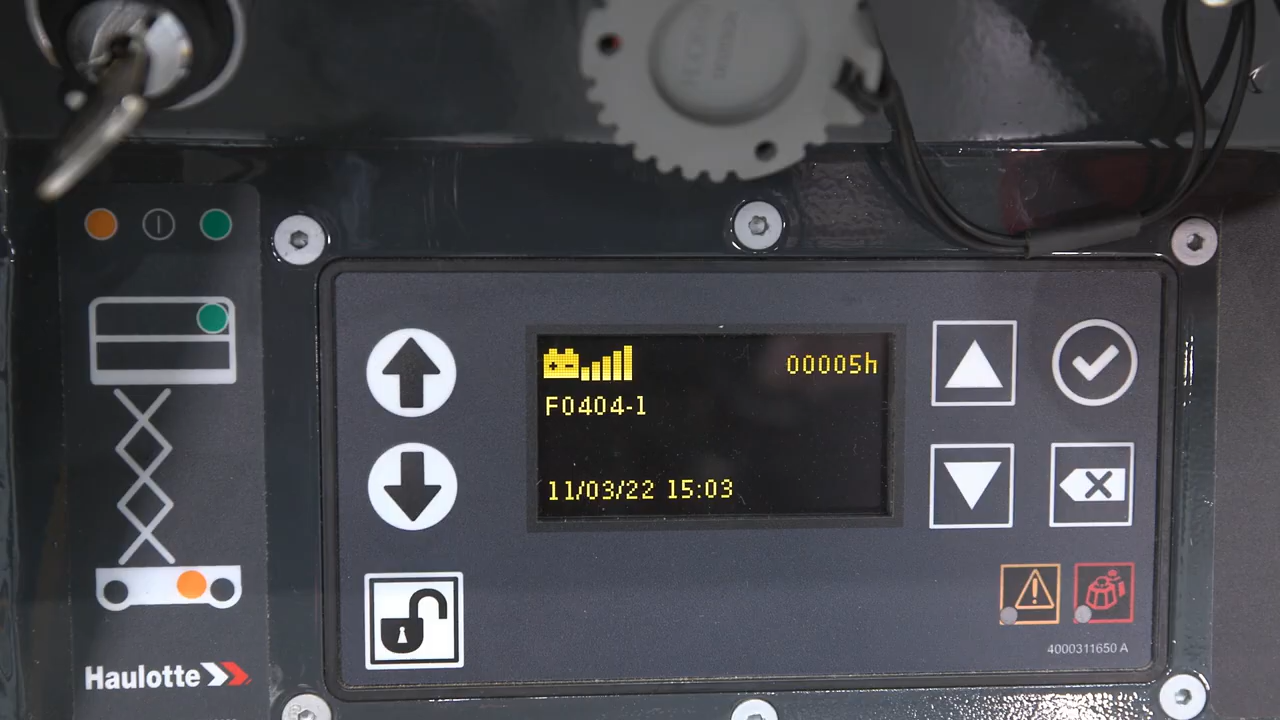 00005h
F0404-1
11/03/22 15:03
4000311650 A
Haulotte